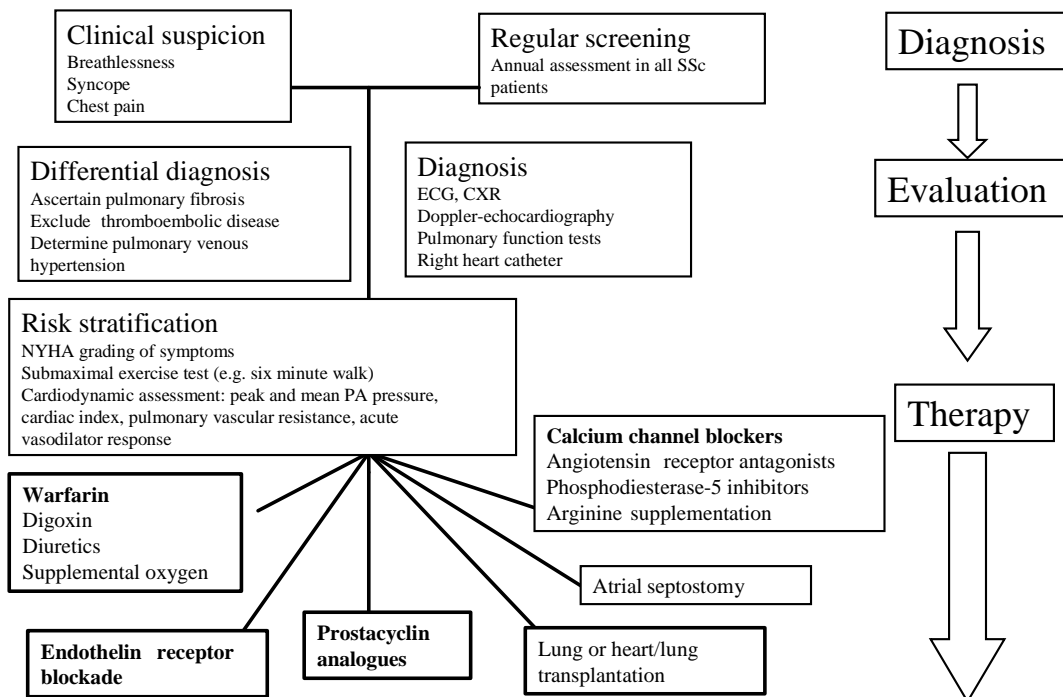 Clinical suspicion
Breathlessness
Syncope
Chest pain
Regular screening
Annual assessment in all SSc
patients
Diagnosis
Differential diagnosis
Ascertain pulmonary fibrosis
Exclude thromboembolic disease
Determine pulmonary venous
hypertension
Diagnosis
ECG, CXR
Doppler-echocardiography
Pulmonary function tests
Right heart catheter
Evaluation
Risk stratification
NYHA grading of symptoms
Submaximal exercise test (e.g. six minute walk)
Cardiodynamic assessment: peak and mean PA pressure,
cardiac index, pulmonary vascular resistance, acute
vasodilator response
Therapy
Calcium channel blockers
Angiotensin receptor antagonists
Phosphodiesterase-5 inhibitors
Arginine supplementation
Warfarin
Digoxin
Diuretics
Supplemental oxygen
Atrial septostomy
Endothelin receptor
blockade
Prostacyclin
analogues
Lung or heart/lung
transplantation